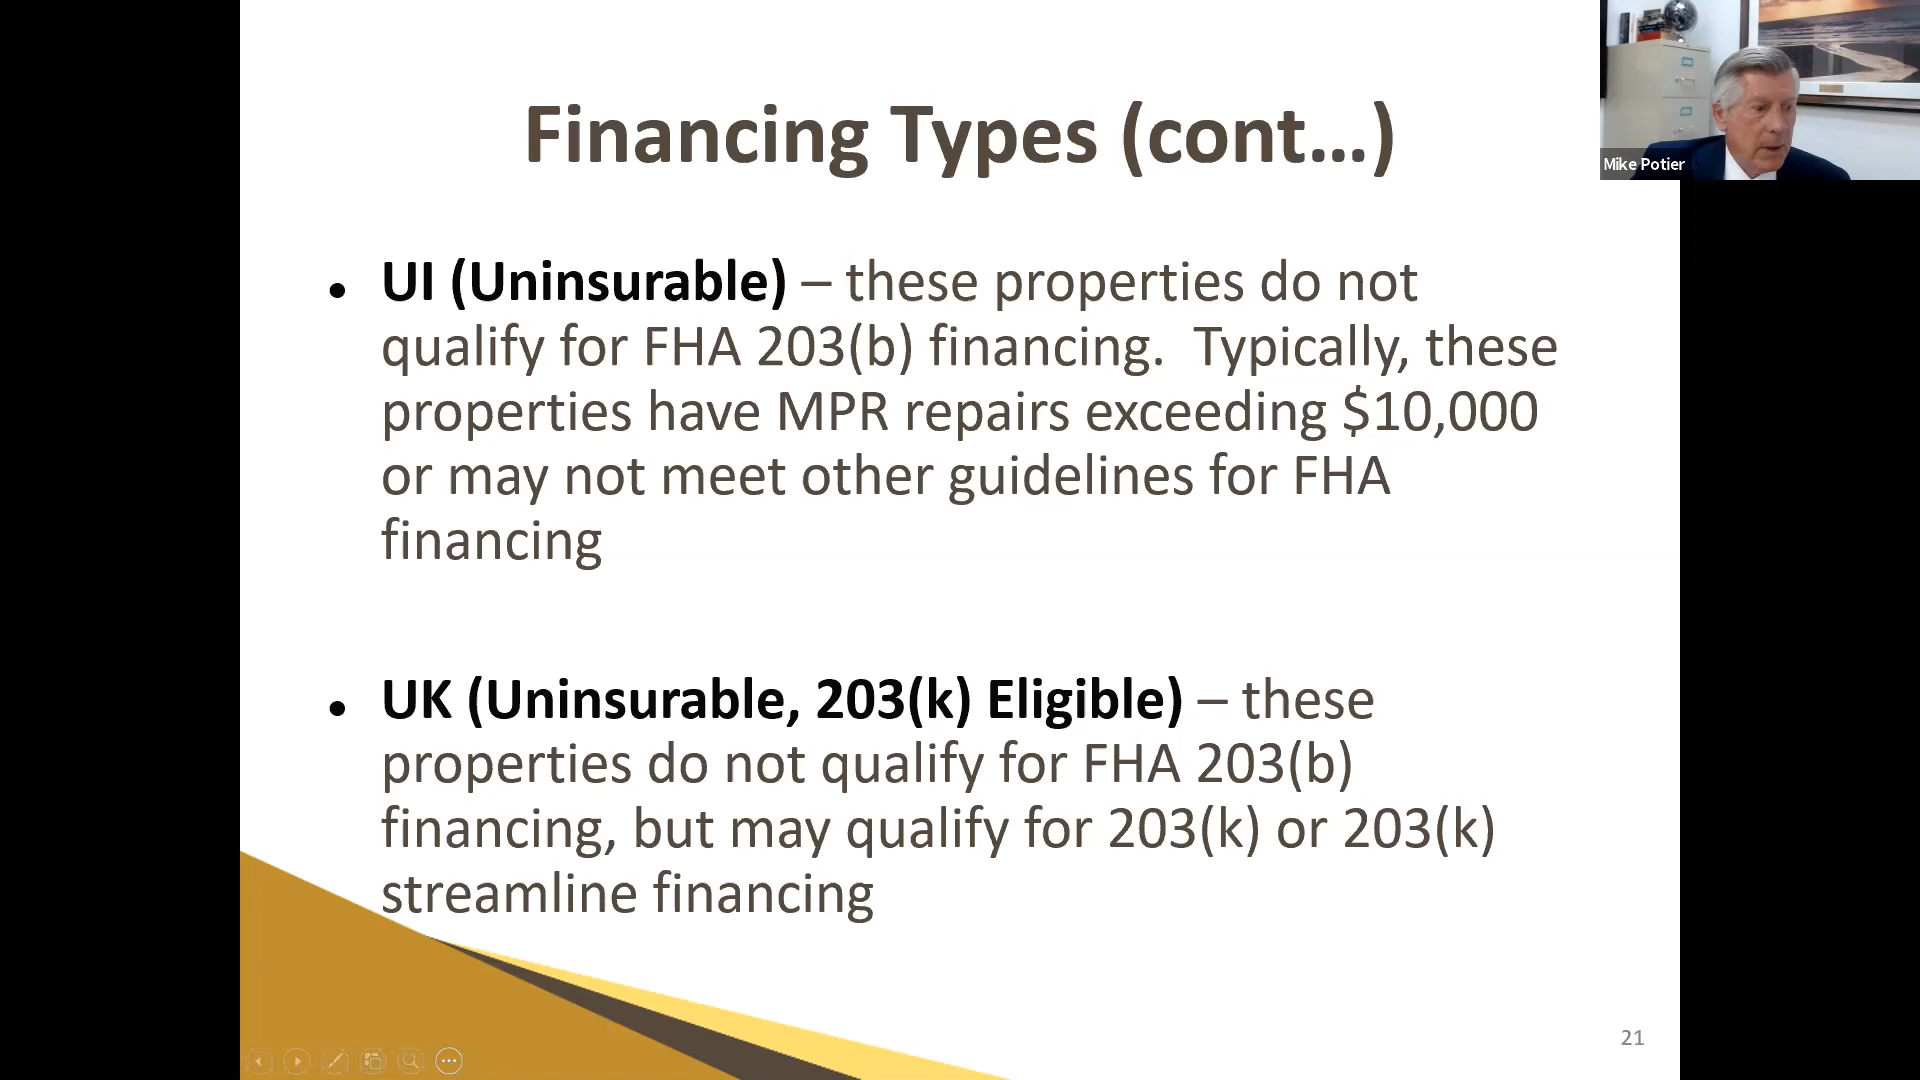 Financing Types (cont...)
Mike Potier
• UI (Uninsurable) – these properties do not
qualify for FHA 203(b) financing.  Typically, these
properties have MPR repairs exceeding $10,000
or may not meet other guidelines for FHA
financing
• UK (Uninsurable, 203(k) Eligible) – these
properties do not qualify for FHA 203(b)
financing, but may qualify for 203(k) or 203(k)
streamline financing
21